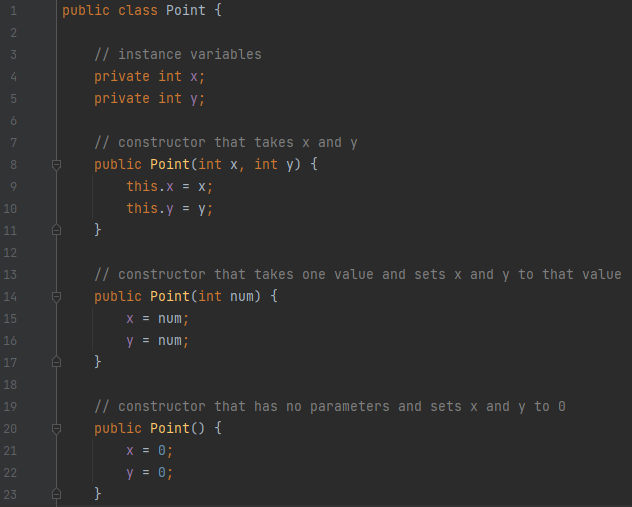 1 public class Point {
2
3 // instance variables
4 private int x;
5 private int y;
6
7 // constructor that takes x and y
8 public Point(int x, int y) {
9 this.x = x;
10 this.y = y;
11 }
12
13 // constructor that takes one value and sets x and y to that value
14 public Point(int num) {
15 x = num;
16 y = num;
17 }
18
19 // constructor that has no parameters and sets x and y to 0
20 public Point() {
21 x = 0;
22 y = 0;
23 }